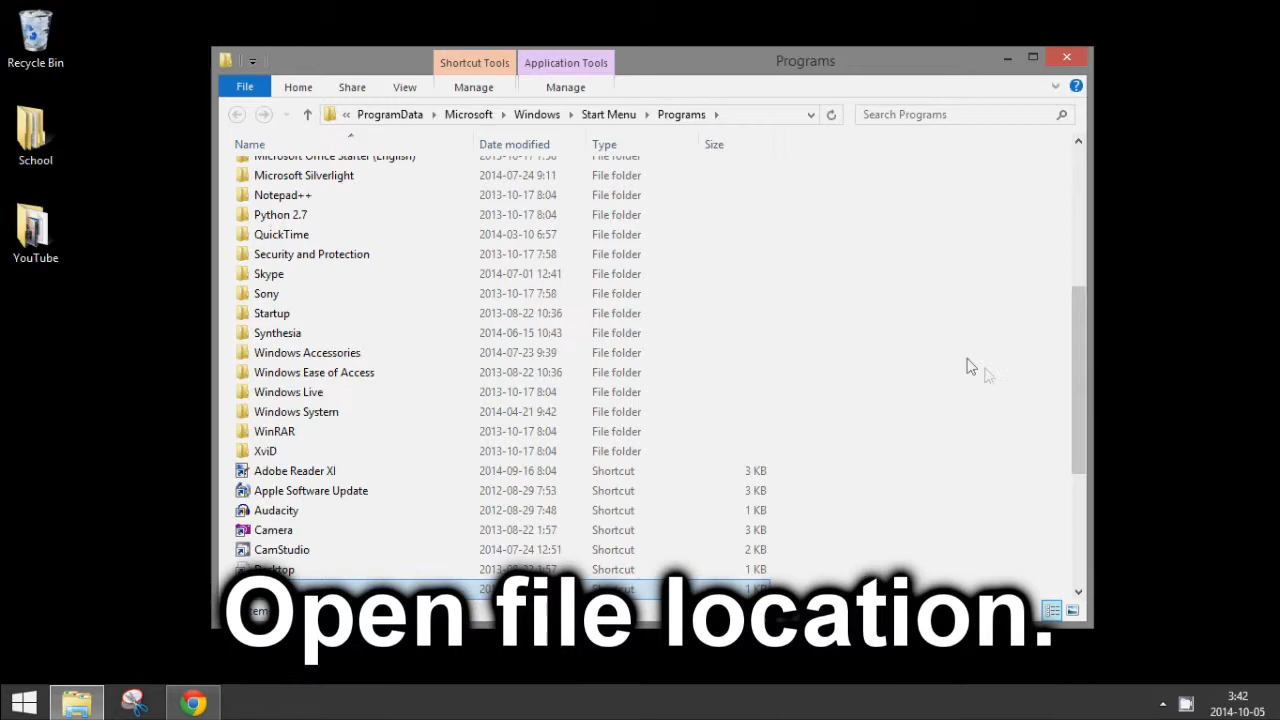 Recycle Bin
School
YouTube
Shortcut Tools Application Tools Programs
File Home Share View Manage Manage
« ProgramData Microsoft Windows Start Menu Programs Search Programs
Name Date modified Type Size
Microsoft Office Starter (English) 2013-10-17 7:58 File folder
Microsoft Silverlight 2014-07-24 9:11 File folder
Notepad++ 2013-10-17 8:04 File folder
Python 2.7 2013-10-17 8:04 File folder
QuickTime 2014-03-10 6:57 File folder
Security and Protection 2013-10-17 7:58 File folder
Skype 2014-07-01 12:41 File folder
Sony 2013-10-17 7:58 File folder
Startup 2013-08-22 10:36 File folder
Synthesia 2014-06-15 10:43 File folder
Windows Accessories 2014-07-23 9:39 File folder
Windows Ease of Access 2013-08-22 10:36 File folder
Windows Live 2013-10-17 8:04 File folder
Windows System 2014-04-21 9:42 File folder
WinRAR 2013-10-17 8:04 File folder
XviD 2013-10-17 8:04 File folder
Adobe Reader XI 2014-09-16 8:04 Shortcut 3 KB
Apple Software Update 2012-08-29 7:53 Shortcut 1 KB
Audacity 2012-08-29 7:48 Shortcut 1 KB
Camera 2013-08-22 1:57 Shortcut 3 KB
CamStudio 2014-07-24 12:51 Shortcut 2 KB
Desktop 1:57 Shortcut 1 KB
Shortcut 1 KB
Open file location.
3:42
2014-10-05